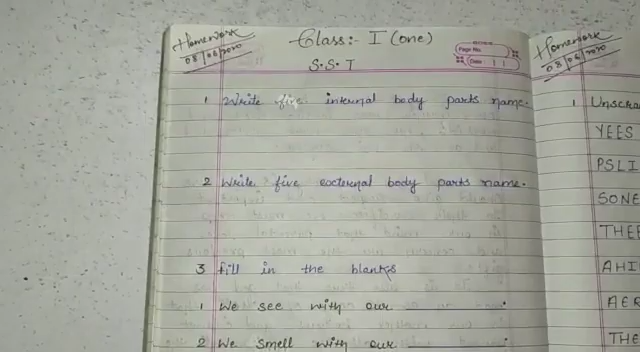 Homework
08/06/2020
Class:- I (one)
S.S.T
Page No.
Date
1 Write five internal body parts name.
2 Write five external body parts name.
3 fill in the blanks
1 We see with our ________.
2 We smell with our ________.
Homework
08/06/2020
1 Unscra
YEES
PSLI
SONE
AHI
AER
THE